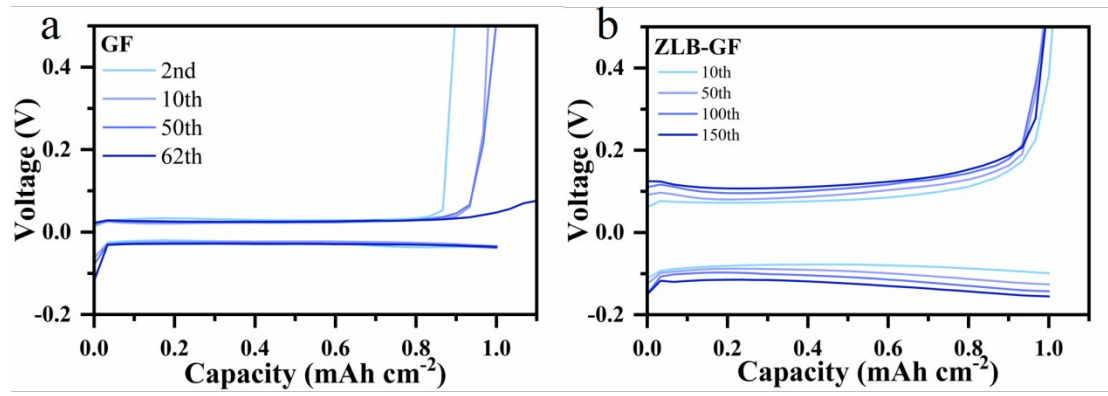 a
GF
2nd
10th
50th
62th
0.4
0.2
0.0
-0.2
Voltage (V)
0.0 0.2 0.4 0.6 0.8 1.0
Capacity (mAh cm⁻²)
b
ZLB-GF
10th
50th
100th
150th
0.4
0.2
0.0
-0.2
Voltage (V)
0.0 0.2 0.4 0.6 0.8 1.0
Capacity (mAh cm⁻²)